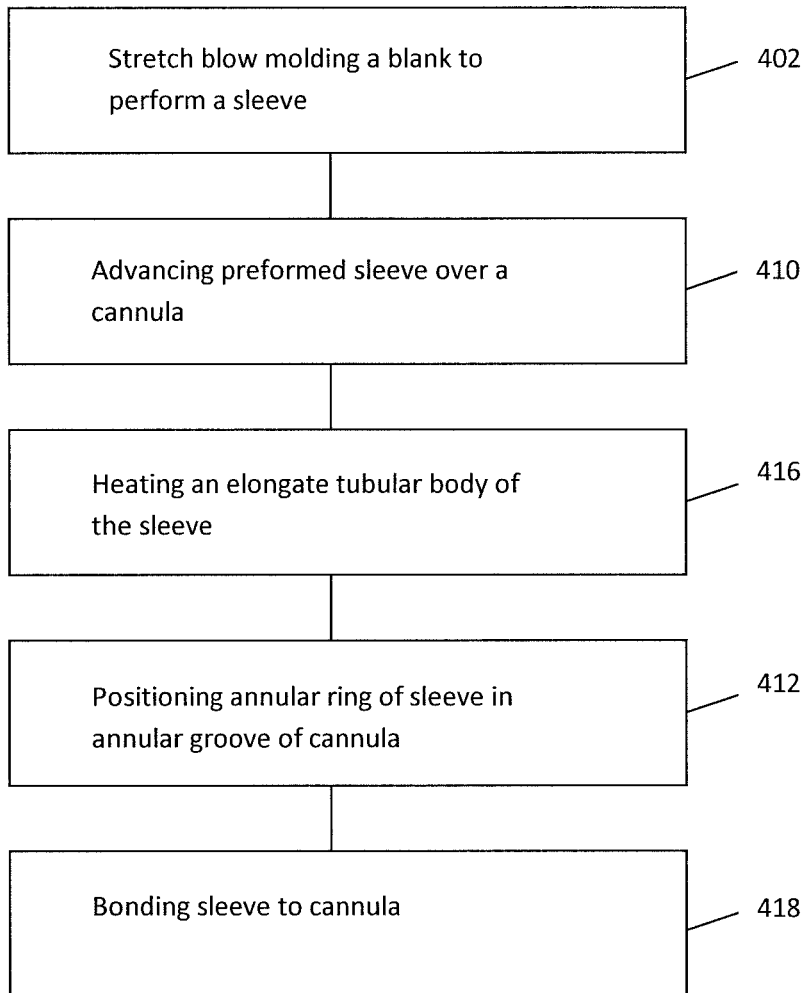 Stretch blow molding a blank to
perform a sleeve
402
Advancing preformed sleeve over a
cannula
410
Heating an elongate tubular body of
the sleeve
416
Positioning annular ring of sleeve in
annular groove of cannula
412
Bonding sleeve to cannula
418